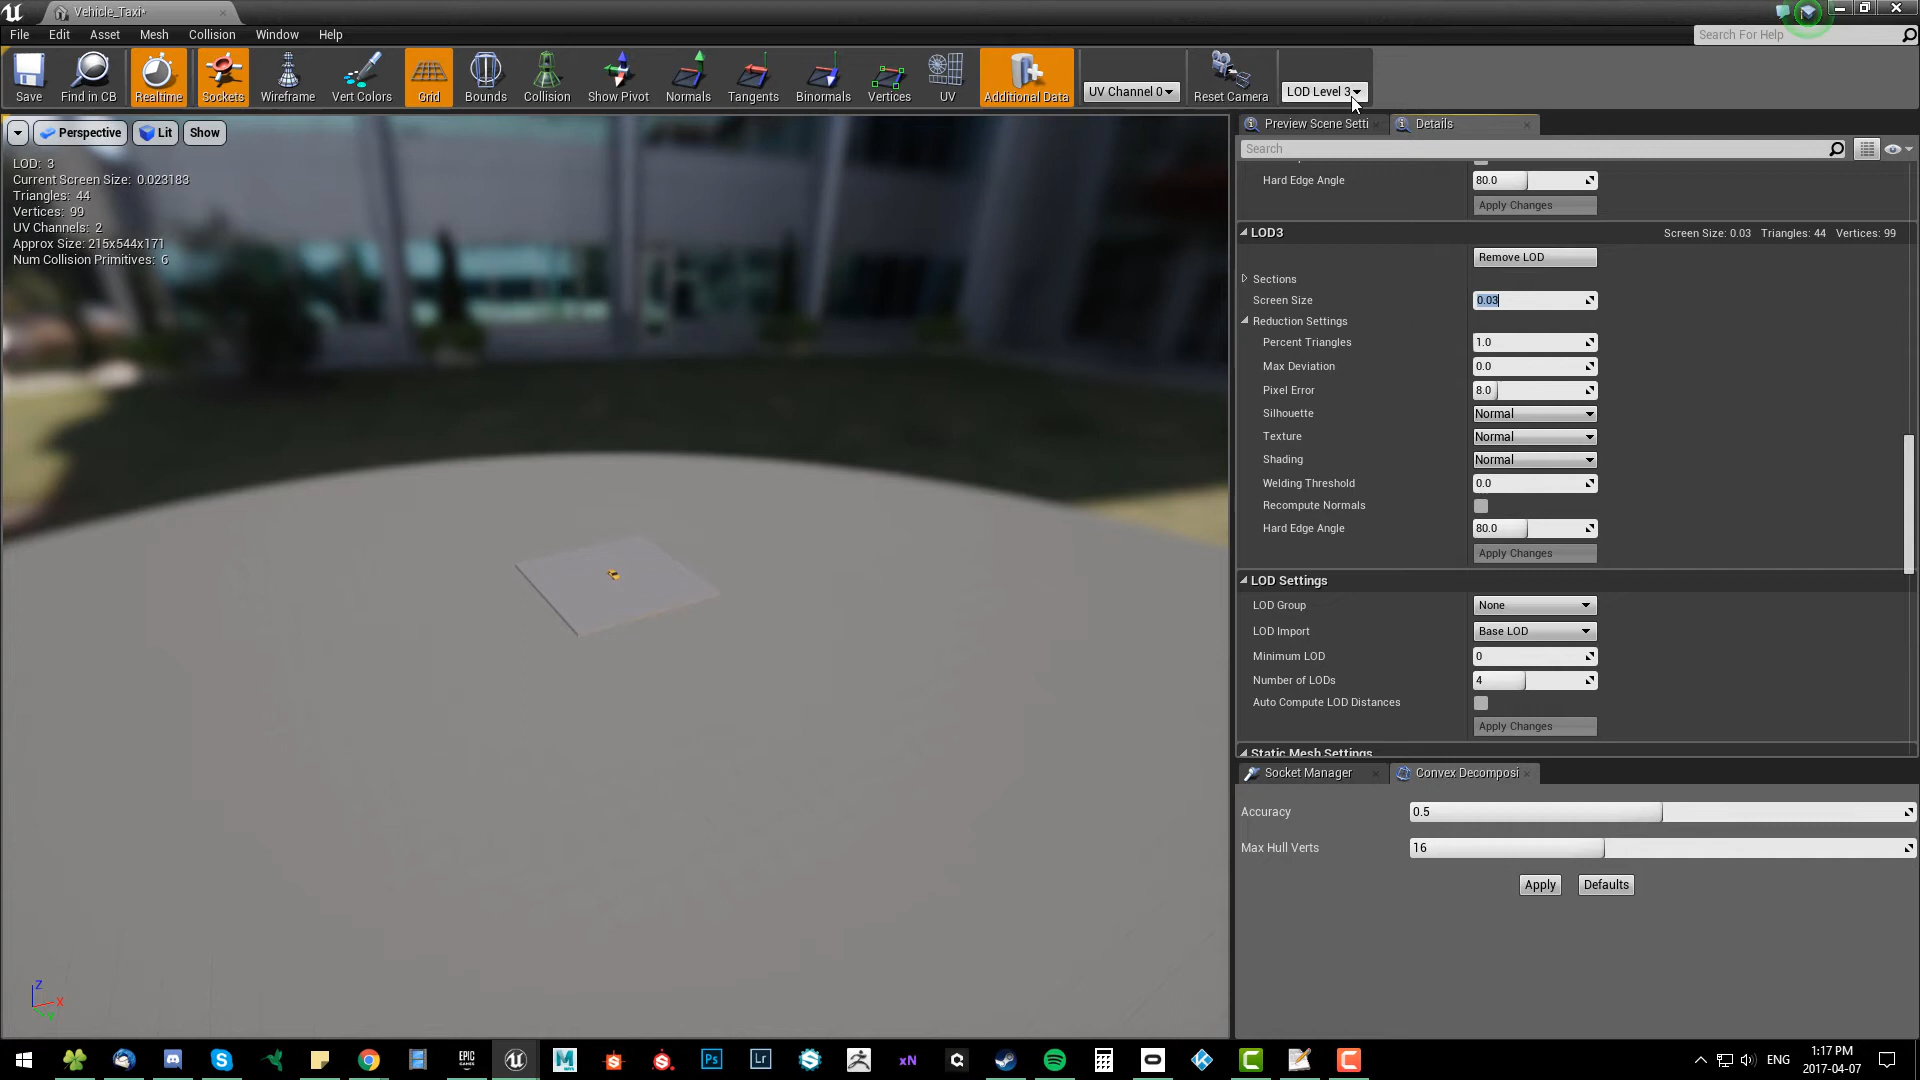 Vehicle_Taxi*
File Edit Asset Mesh Collision Window Help
Search For Help
Save Find in CB Realtime Sockets Wireframe Vert Colors Grid Bounds Collision Show Pivot Normals Tangents Binormals Vertices UV Additional Data UV Channel 0 Reset Camera LOD Level 3
Perspective Lit Show
LOD: 3
Current Screen Size: 0.023183
Triangles: 44
Vertices: 99
UV Channels: 2
Approx Size: 215x544x171
Num Collision Primitives: 6
Z
X
Y
Preview Scene Setti Details
Search
Hard Edge Angle 80.0
Apply Changes
LOD3 Screen Size: 0.03 Triangles: 44 Vertices: 99
Remove LOD
Sections
Screen Size 0.03
Reduction Settings
Percent Triangles 1.0
Max Deviation 0.0
Pixel Error 8.0
Silhouette Normal
Texture Normal
Shading Normal
Welding Threshold 0.0
Recompute Normals
Hard Edge Angle 80.0
Apply Changes
LOD Settings
LOD Group None
LOD Import Base LOD
Minimum LOD 0
Number of LODs 4
Auto Compute LOD Distances
Apply Changes
Static Mesh Settings
Socket Manager Convex Decomposi
Accuracy 0.5
Max Hull Verts 16
Apply Defaults
EPIC GAMES Ps Lr xN ENG 1:17 PM
2017-04-07